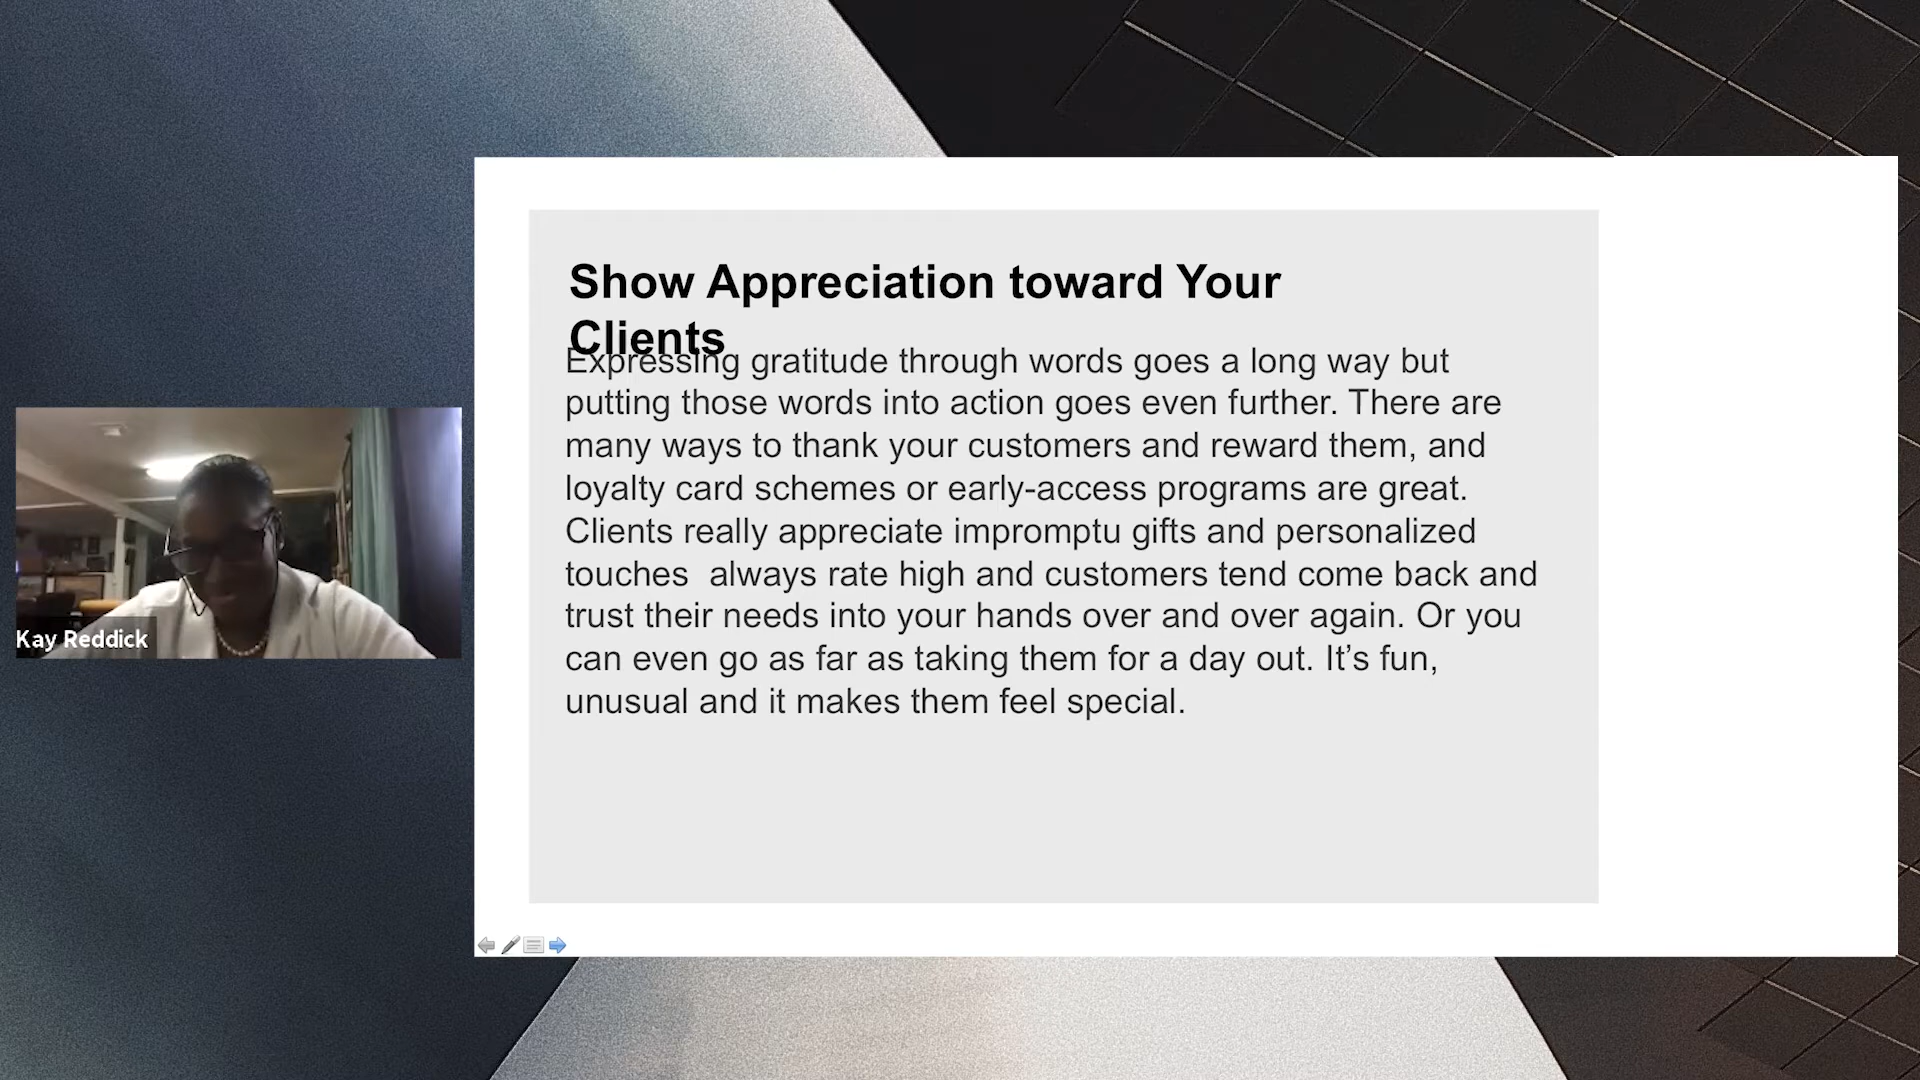 Show Appreciation toward Your
Clients
Expressing gratitude through words goes a long way but
putting those words into action goes even further. There are
many ways to thank your customers and reward them, and
loyalty card schemes or early-access programs are great.
Clients really appreciate impromptu gifts and personalized
touches  always rate high and customers tend come back and
trust their needs into your hands over and over again. Or you
can even go as far as taking them for a day out. It’s fun,
unusual and it makes them feel special.
Kay Reddick